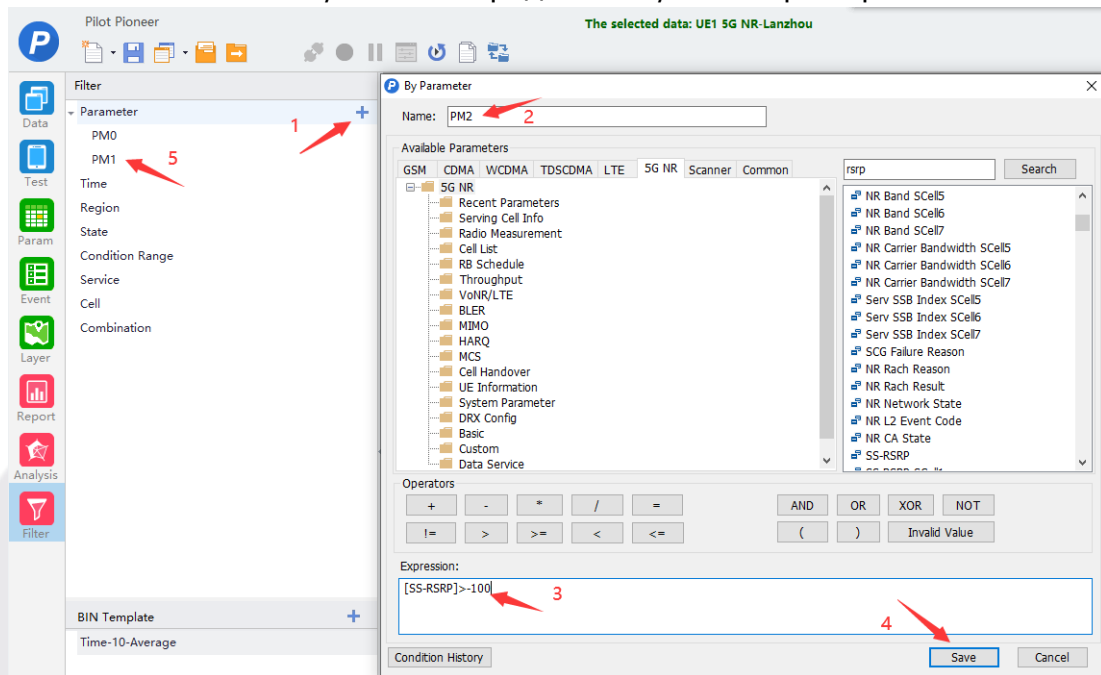 Pilot Pioneer
The selected data: UE1 5G NR-Lanzhou
P
Data
Test
Param
Event
Layer
Report
Analysis
Filter
Filter
Parameter
1
PM0
PM1
5
Time
Region
State
Condition Range
Service
Cell
Combination
BIN Template
Time-10-Average
By Parameter
Name: PM2
2
Available Parameters
GSM CDMA WCDMA TDSCDMA LTE 5G NR Scanner Common
rsrp Search
5G NR
Recent Parameters
Serving Cell Info
Radio Measurement
Cell List
RB Schedule
Throughput
VoNR/LTE
BLER
MIMO
HARQ
MCS
Cell Handover
UE Information
System Parameter
DRX Config
Basic
Custom
Data Service
NR Band SCell5
NR Band SCell6
NR Band SCell7
NR Carrier Bandwidth SCell5
NR Carrier Bandwidth SCell6
NR Carrier Bandwidth SCell7
Serv SSB Index SCell5
Serv SSB Index SCell6
Serv SSB Index SCell7
SCG Failure Reason
NR Rach Reason
NR Rach Result
NR Network State
NR L2 Event Code
NR CA State
SS-RSRP
Operators
+ - * / = AND OR XOR NOT
!= > >= < <= ( ) Invalid Value
Expression:
[SS-RSRP]>-100
3
4
Condition History Save Cancel